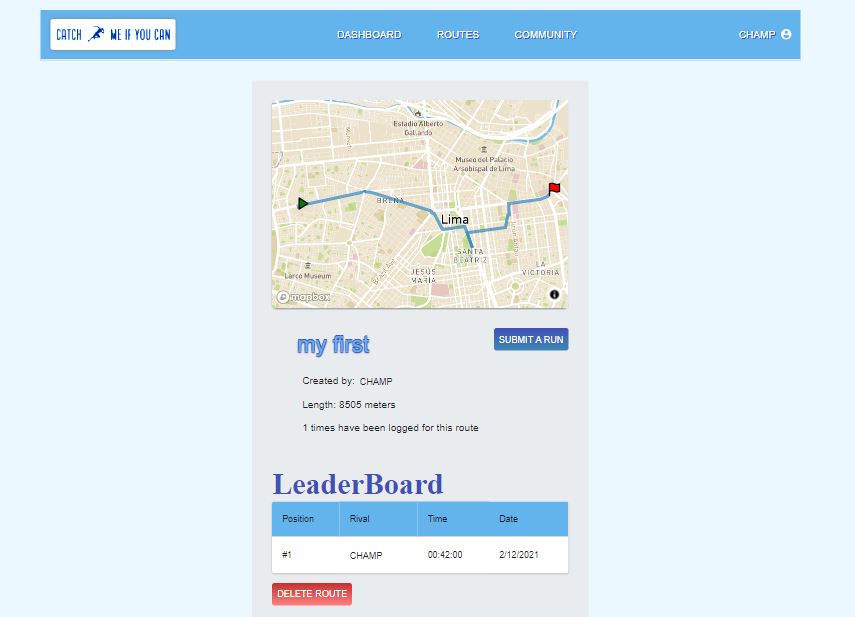 CATCH ME IF YOU CAN
DASHBOARD ROUTES COMMUNITY CHAMP
Estadio Alberto
Gallardo
Museo del Palacio
Arsobispal de Lima
BREÑA
Lima
SANTA
BEATRIZ
JESÚS
MARÍA
LA
VICTORIA
Larco Museum
mapbox
my first
SUBMIT A RUN
Created by: CHAMP
Length: 8505 meters
1 times have been logged for this route
LeaderBoard
Position Rival Time Date
#1 CHAMP 00:42:00 2/12/2021
DELETE ROUTE